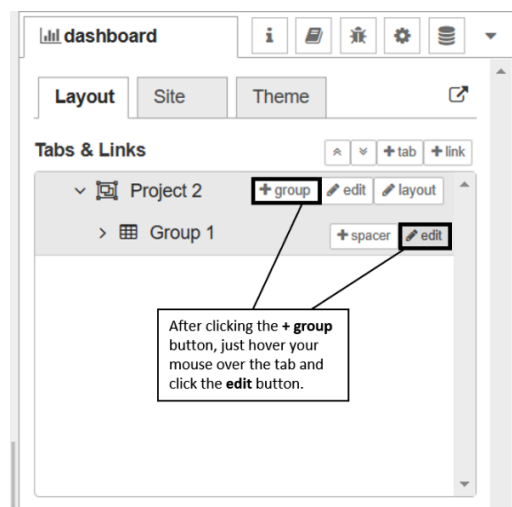 dashboard
Layout Site Theme
Tabs & Links
+ tab + link
Project 2 + group edit layout
Group 1 + spacer edit
After clicking the + group
button, just hover your
mouse over the tab and
click the edit button.